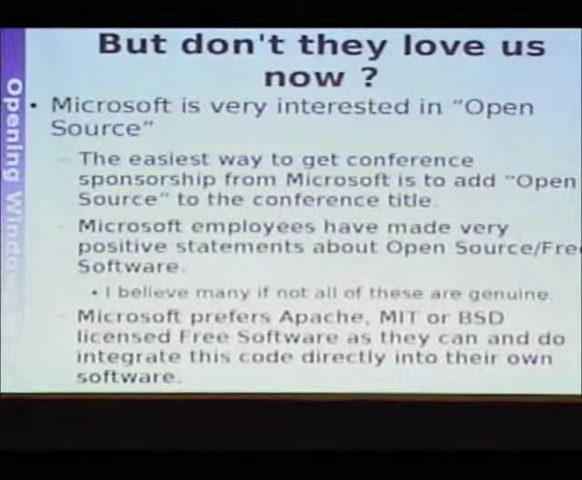 But don't they love us
now ?
• Microsoft is very interested in “Open
Source”
– The easiest way to get conference
sponsorship from Microsoft is to add “Open
Source” to the conference title.
– Microsoft employees have made very
positive statements about Open Source/Free
Software.
• I believe many if not all of these are genuine.
– Microsoft prefers Apache, MIT or BSD
licensed Free Software as they can and do
integrate this code directly into their own
software.
Opening